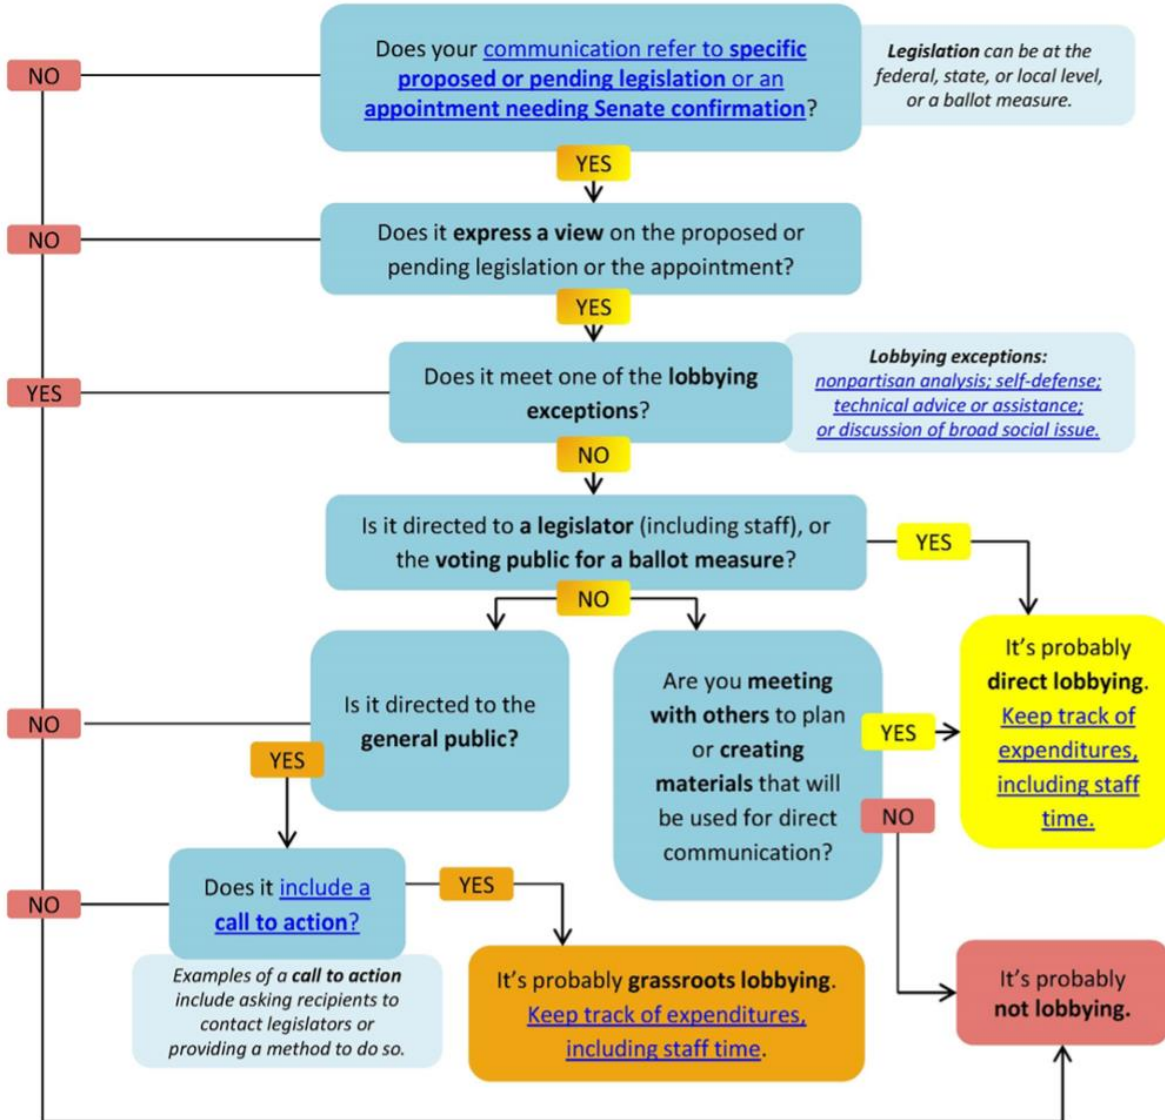 Does your communication refer to specific
proposed or pending legislation or an
appointment needing Senate confirmation?
Legislation can be at the
federal, state, or local level,
or a ballot measure.
NO
YES
Does it express a view on the proposed or
pending legislation or the appointment?
NO
YES
Does it meet one of the lobbying
exceptions?
Lobbying exceptions:
nonpartisan analysis; self-defense;
technical advice or assistance;
or discussion of broad social issue.
YES
NO
Is it directed to a legislator (including staff), or
the voting public for a ballot measure?
YES
NO
Is it directed to the
general public?
NO
YES
Are you meeting
with others to plan
or creating
materials that will
be used for direct
communication?
YES
NO
It's probably
direct lobbying.
Keep track of
expenditures,
including staff
time.
Does it include a
call to action?
NO
YES
Examples of a call to action
include asking recipients to
contact legislators or
providing a method to do so.
It's probably grassroots lobbying.
Keep track of expenditures,
including staff time.
It's probably
not lobbying.